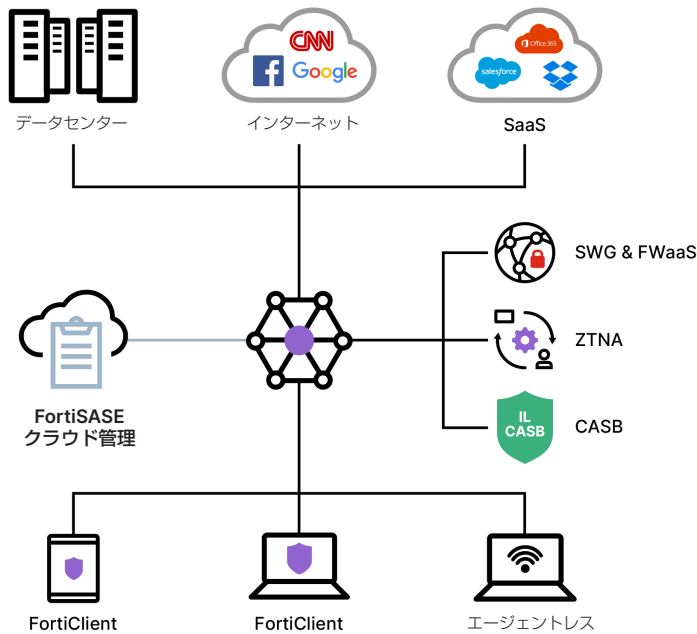 CNN
Google
Office 365
salesforce
データセンター
インターネット
SaaS
SWG & FWaaS
ZTNA
IL
CASB
CASB
FortiSASE
クラウド管理
FortiClient
FortiClient
エージェントレス